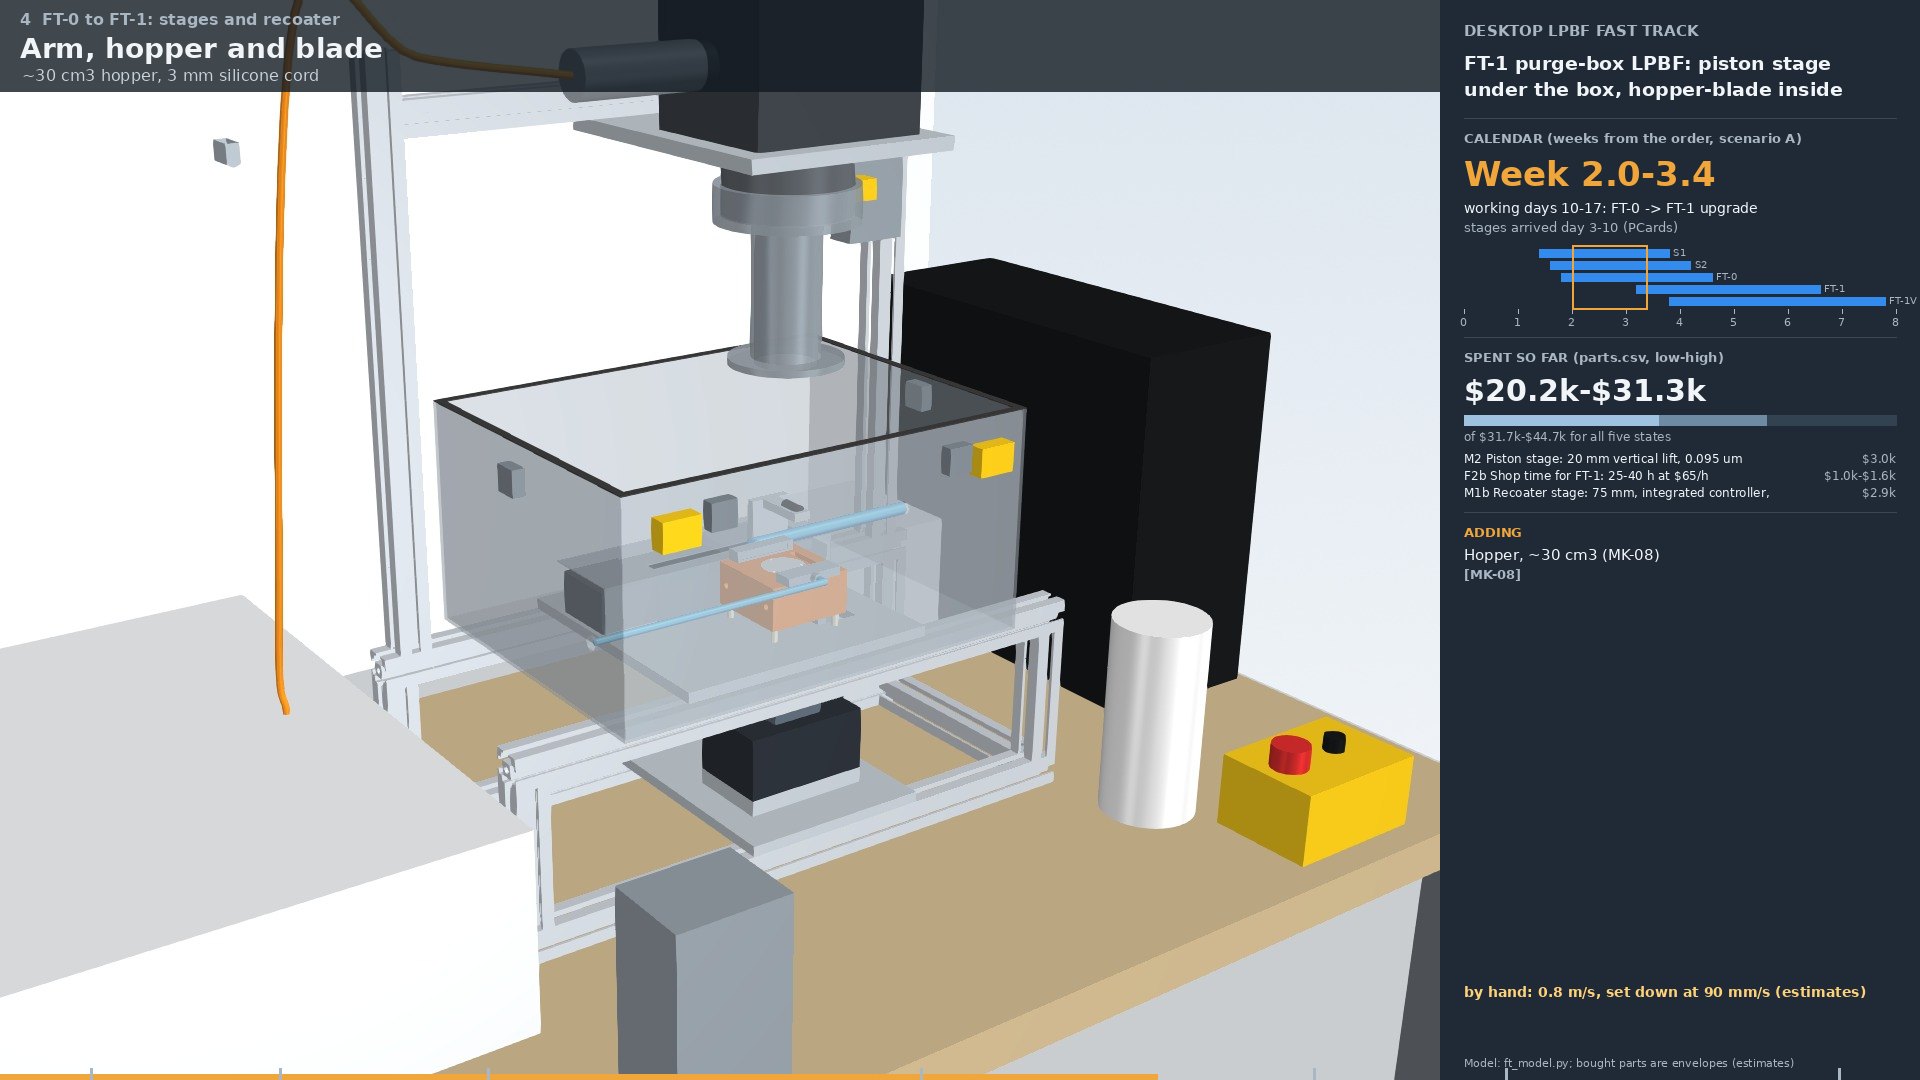 4 FT-0 to FT-1: stages and recoater
Arm, hopper and blade
~30 cm3 hopper, 3 mm silicone cord
DESKTOP LPBF FAST TRACK
FT-1 purge-box LPBF: piston stage
under the box, hopper-blade inside
CALENDAR (weeks from the order, scenario A)
Week 2.0-3.4
working days 10-17: FT-0 -> FT-1 upgrade
stages arrived day 3-10 (PCards)
S1
S2
FT-0
FT-1
FT-1V
0 1 2 3 4 5 6 7 8
SPENT SO FAR (parts.csv, low-high)
$20.2k-$31.3k
of $31.7k-$44.7k for all five states
M2 Piston stage: 20 mm vertical lift, 0.095 um $3.0k
F2b Shop time for FT-1: 25-40 h at $65/h $1.0k-$1.6k
M1b Recoater stage: 75 mm, integrated controller, $2.9k
ADDING
Hopper, ~30 cm3 (MK-08)
[MK-08]
by hand: 0.8 m/s, set down at 90 mm/s (estimates)
Model: ft_model.py; bought parts are envelopes (estimates)